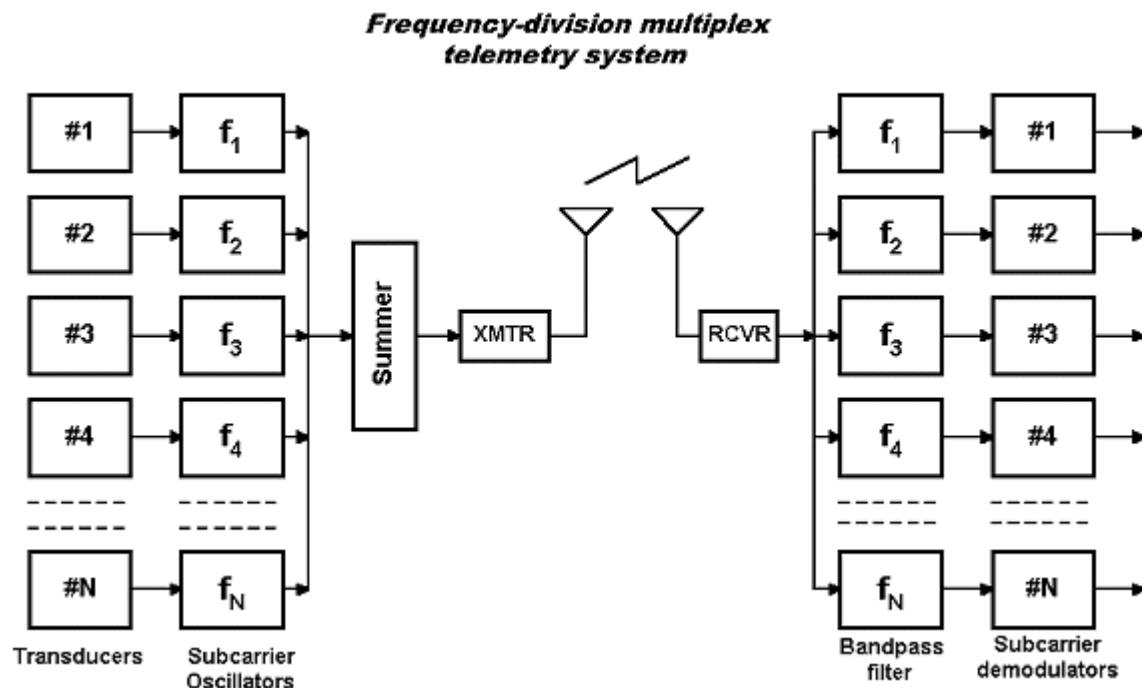 Frequency-division multiplex
telemetry system
#1 f1 f1 #1
#2 f2 f2 #2
#3 f3 Summer XMTR RCVR f3 #3
#4 f4 f4 #4
#N fN fN #N
Transducers Subcarrier Oscillators Bandpass filter Subcarrier demodulators